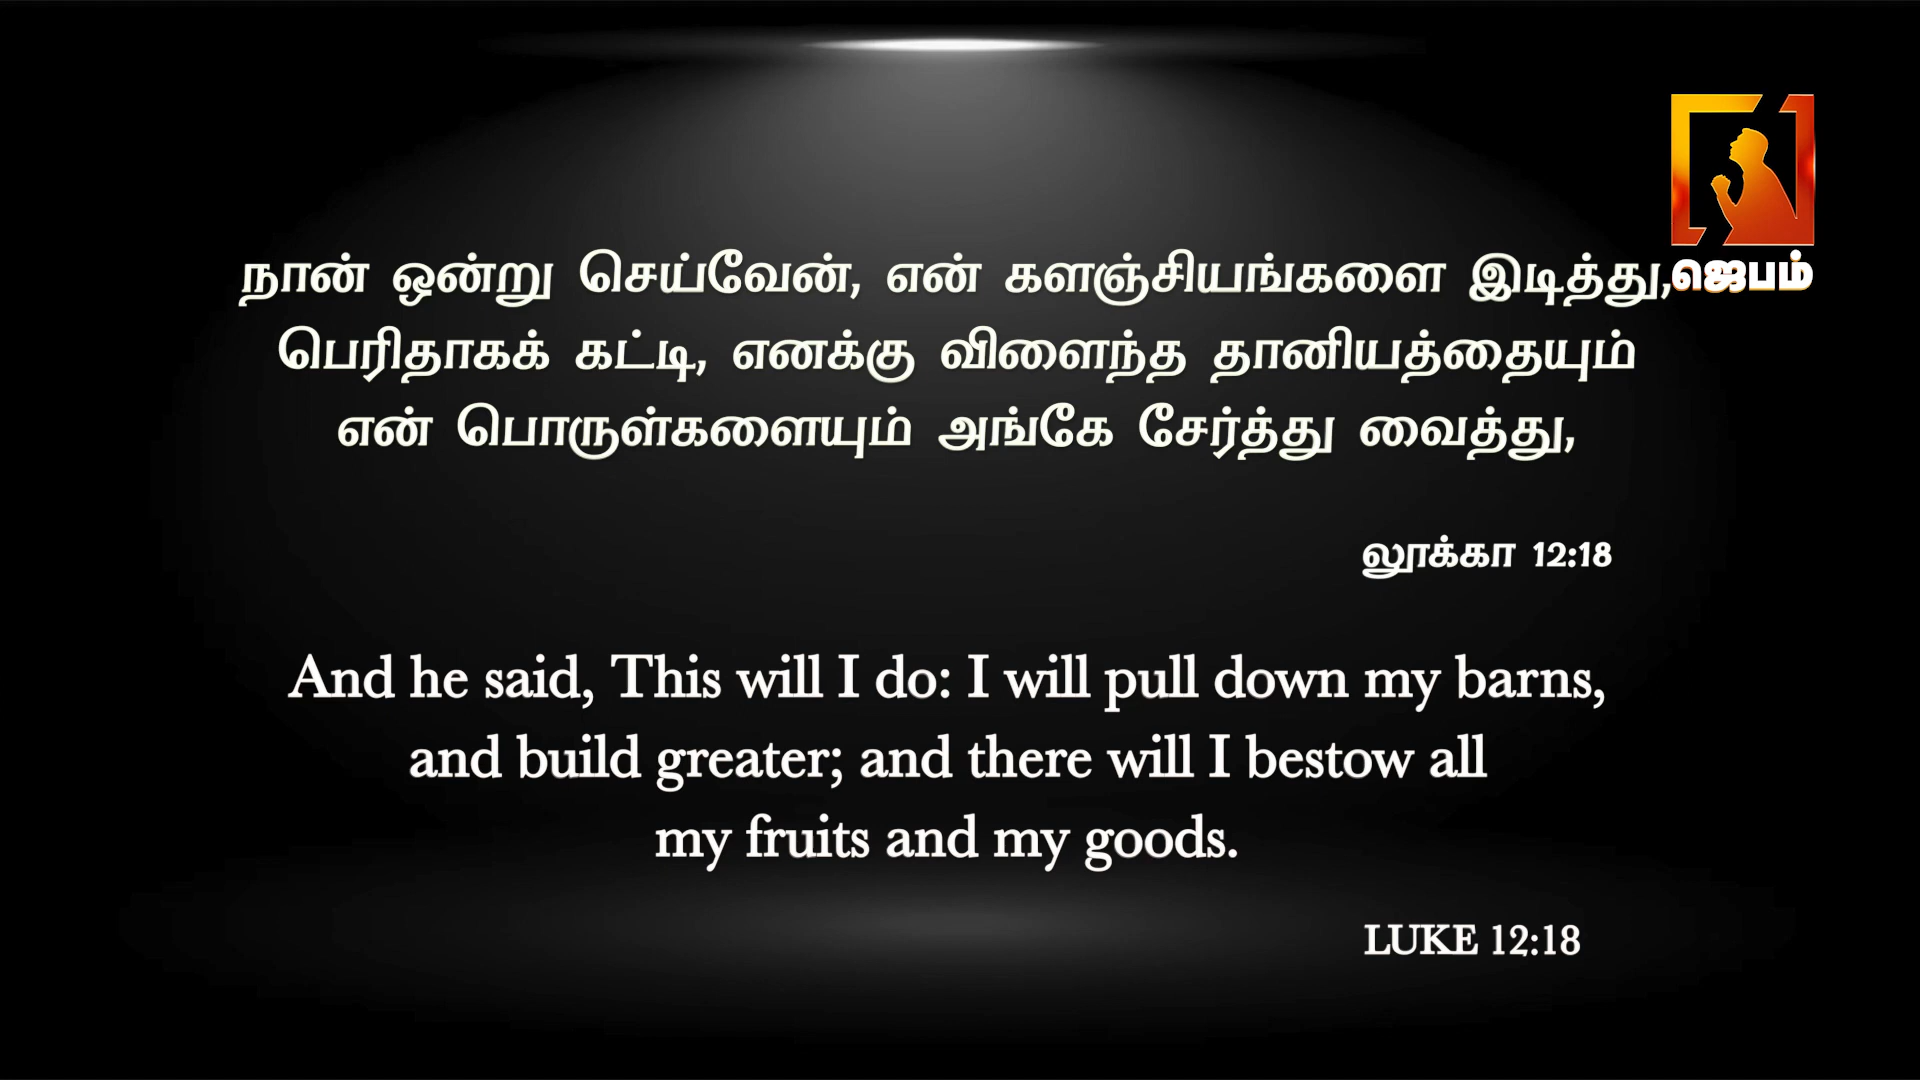 நான் ஒன்று செய்வேன், என் களஞ்சியங்களை இடித்து,
ஜெபம்
பெரிதாகக் கட்டி, எனக்கு விளைந்த தானியத்தையும்
என் பொருள்களையும் அங்கே சேர்த்து வைத்து,
லூக்கா 12:18
And he said, This will I do: I will pull down my barns,
and build greater; and there will I bestow all
my fruits and my goods.
LUKE 12:18